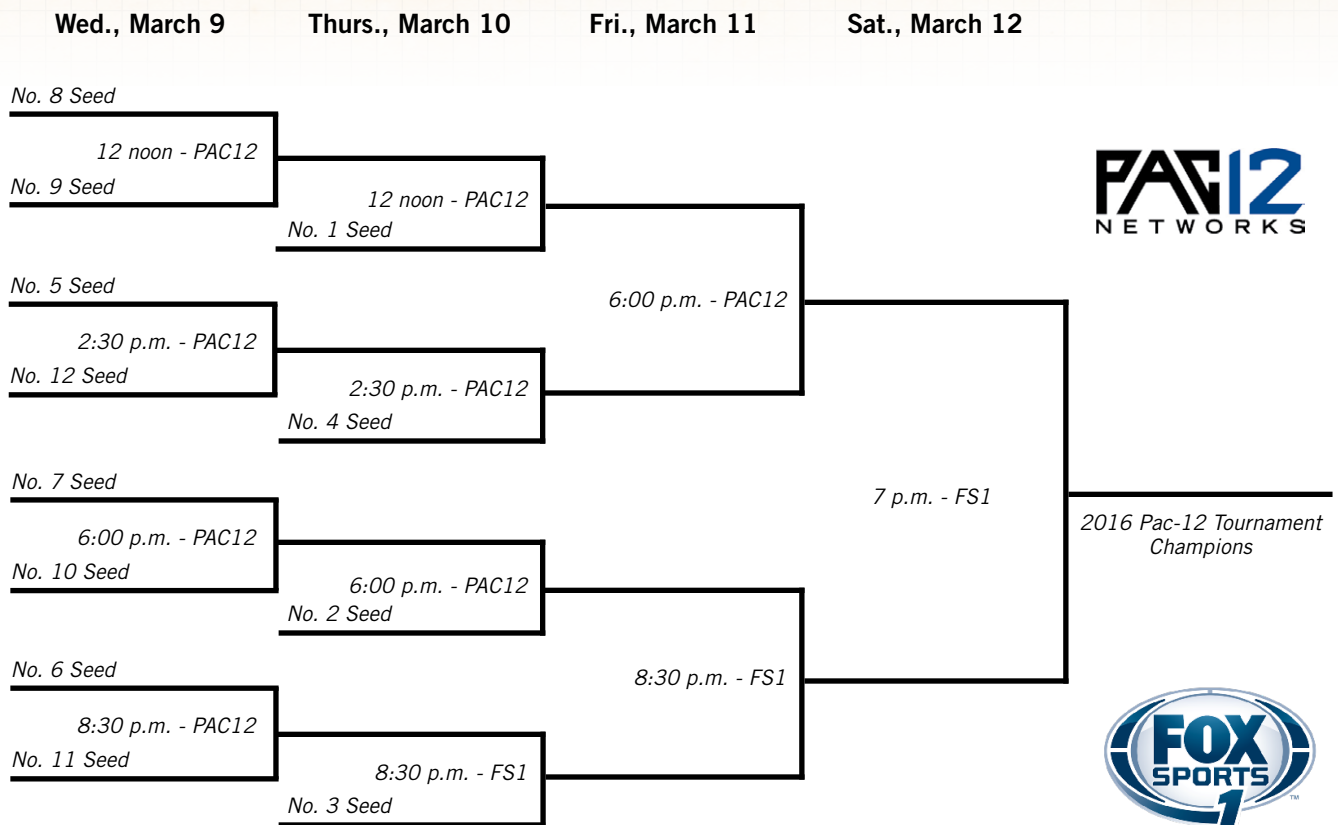 Wed., March 9
Thurs., March 10
Fri., March 11
Sat., March 12
No. 8 Seed
12 noon - PAC12
No. 9 Seed
12 noon - PAC12
No. 1 Seed
No. 5 Seed
2:30 p.m. - PAC12
No. 12 Seed
2:30 p.m. - PAC12
No. 4 Seed
6:00 p.m. - PAC12
No. 7 Seed
6:00 p.m. - PAC12
No. 10 Seed
6:00 p.m. - PAC12
No. 2 Seed
No. 6 Seed
8:30 p.m. - PAC12
No. 11 Seed
8:30 p.m. - FS1
No. 3 Seed
8:30 p.m. - FS1
7 p.m. - FS1
2016 Pac-12 Tournament
Champions
PAC12
NETWORKS
FOX
SPORTS
1
TM